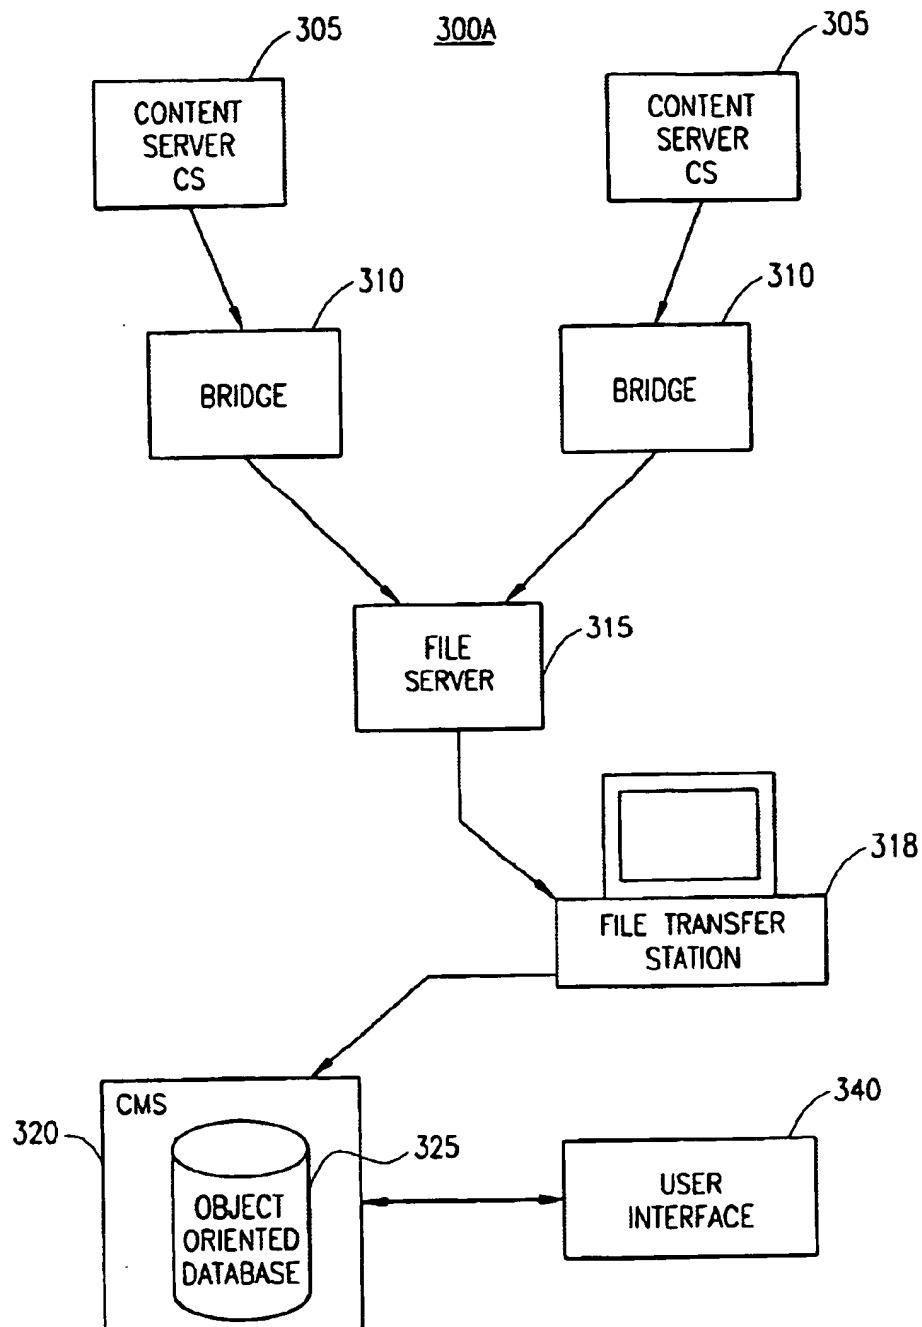 305
300A
305
CONTENT
SERVER
CS
CONTENT
SERVER
CS
310
310
BRIDGE
BRIDGE
FILE
SERVER
315
318
FILE TRANSFER
STATION
CMS
320
325
OBJECT
ORIENTED
DATABASE
340
USER
INTERFACE